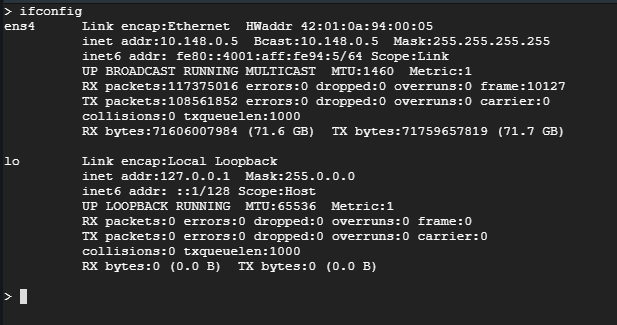 > ifconfig
ens4      Link encap:Ethernet  HWaddr 42:01:0a:94:00:05
          inet addr:10.148.0.5  Bcast:10.148.0.5  Mask:255.255.255.255
          inet6 addr: fe80::4001:aff:fe94:5/64 Scope:Link
          UP BROADCAST RUNNING MULTICAST  MTU:1460  Metric:1
          RX packets:117375016 errors:0 dropped:0 overruns:0 frame:10127
          TX packets:108561852 errors:0 dropped:0 overruns:0 carrier:0
          collisions:0 txqueuelen:1000
          RX bytes:71606007984 (71.6 GB)  TX bytes:71759657819 (71.7 GB)

lo        Link encap:Local Loopback
          inet addr:127.0.0.1  Mask:255.0.0.0
          inet6 addr: ::1/128 Scope:Host
          UP LOOPBACK RUNNING  MTU:65536  Metric:1
          RX packets:0 errors:0 dropped:0 overruns:0 frame:0
          TX packets:0 errors:0 dropped:0 overruns:0 carrier:0
          collisions:0 txqueuelen:1000
          RX bytes:0 (0.0 B)  TX bytes:0 (0.0 B)

>